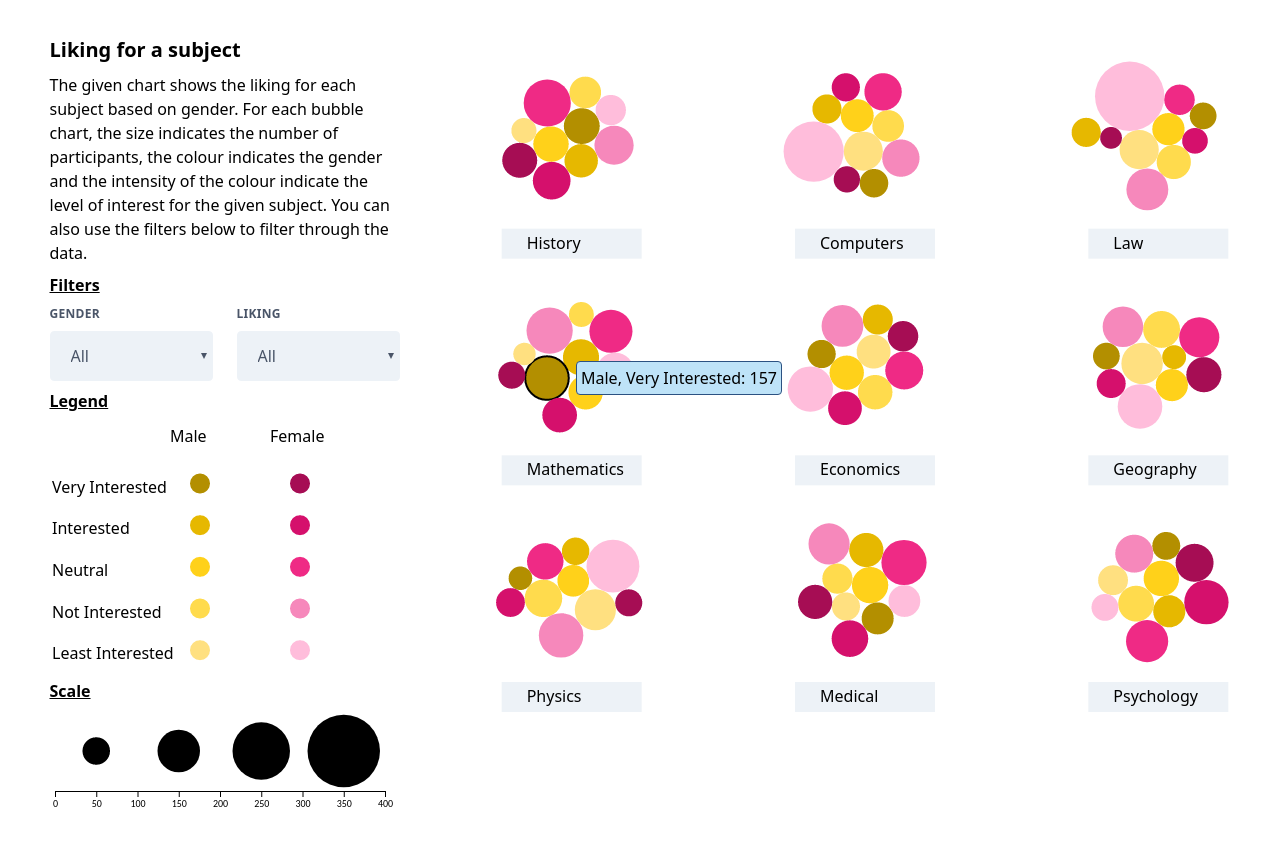 Liking for a subject
The given chart shows the liking for each
subject based on gender. For each bubble
chart, the size indicates the number of
participants, the colour indicates the gender
and the intensity of the colour indicate the
level of interest for the given subject. You can
also use the filters below to filter through the
data.
Filters
GENDER LIKING
All All
Legend
Male Female
Very Interested
Interested
Neutral
Not Interested
Least Interested
Scale
0 50 100 150 200 250 300 350 400
History Computers Law
Male, Very Interested: 157
Mathematics Economics Geography
Physics Medical Psychology